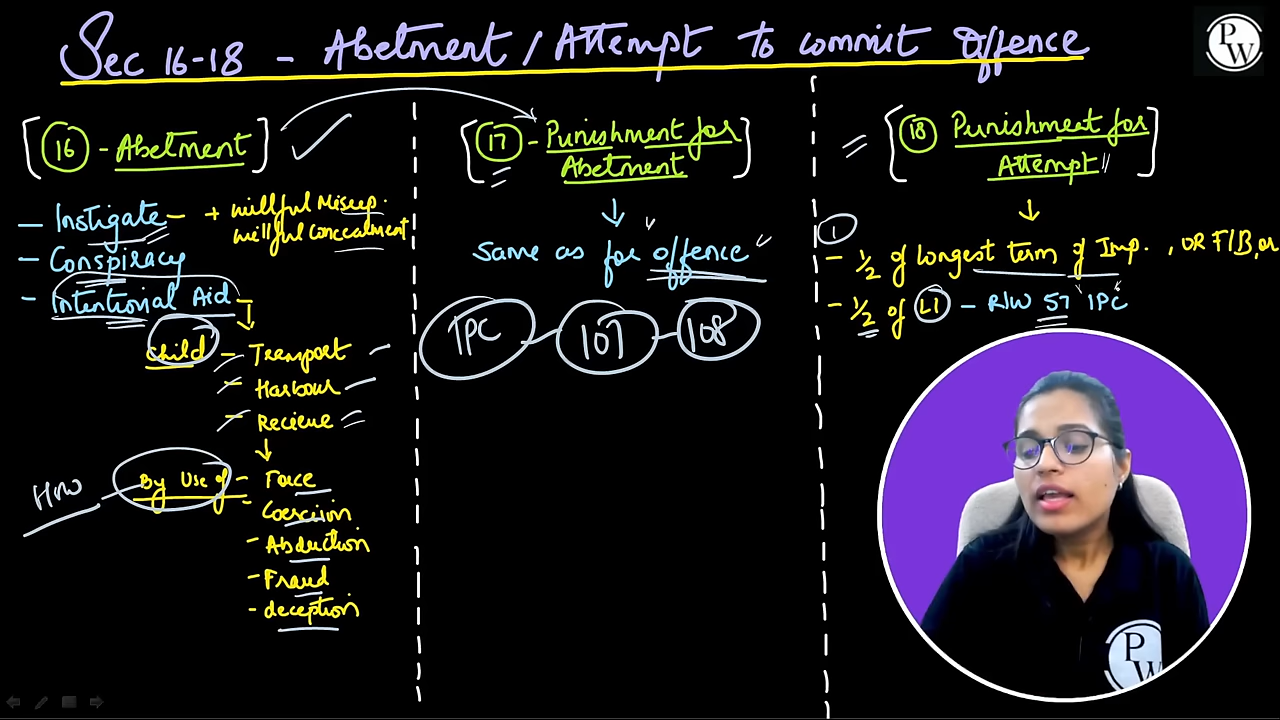 Sec 16-18 - Abetment / Attempt to commit offence
PW
[ 16 - Abetment ]
- Instigate - + willful Misrep.
willful concealment
- Conspiracy
- Intentional Aid -
Child - Transport
- Harbour
- Recieve
How
By Use of - Force
- Coercion
- Abduction
- Fraud
- deception
[ 17 - Punishment for
Abetment ]
Same as for offence
IPC - 107 - 108
= [ 18 Punishment for
Attempt ]
1
- 1/2 of longest term of Imp. , OR F/B, or
- 1/2 of LI - R/W 57 IPC
PW